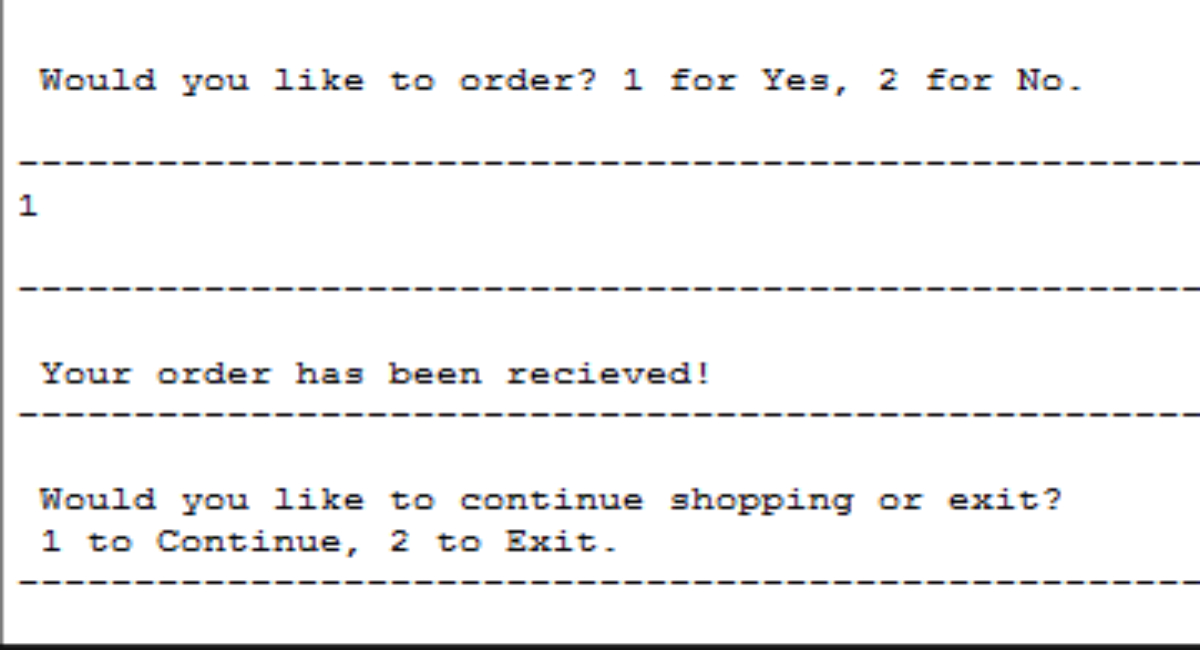 Would you like to order? 1 for Yes, 2 for No.
----------------------------------------------------
1
----------------------------------------------------
Your order has been recieved!
----------------------------------------------------
Would you like to continue shopping or exit?
1 to Continue, 2 to Exit.
----------------------------------------------------